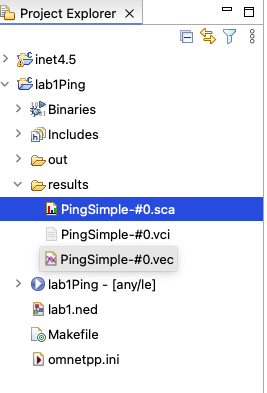 Project Explorer
inet4.5
lab1Ping
Binaries
Includes
out
results
PingSimple-#0.sca
PingSimple-#0.vci
PingSimple-#0.vec
lab1Ping - [any/le]
lab1.ned
Makefile
omnetpp.ini